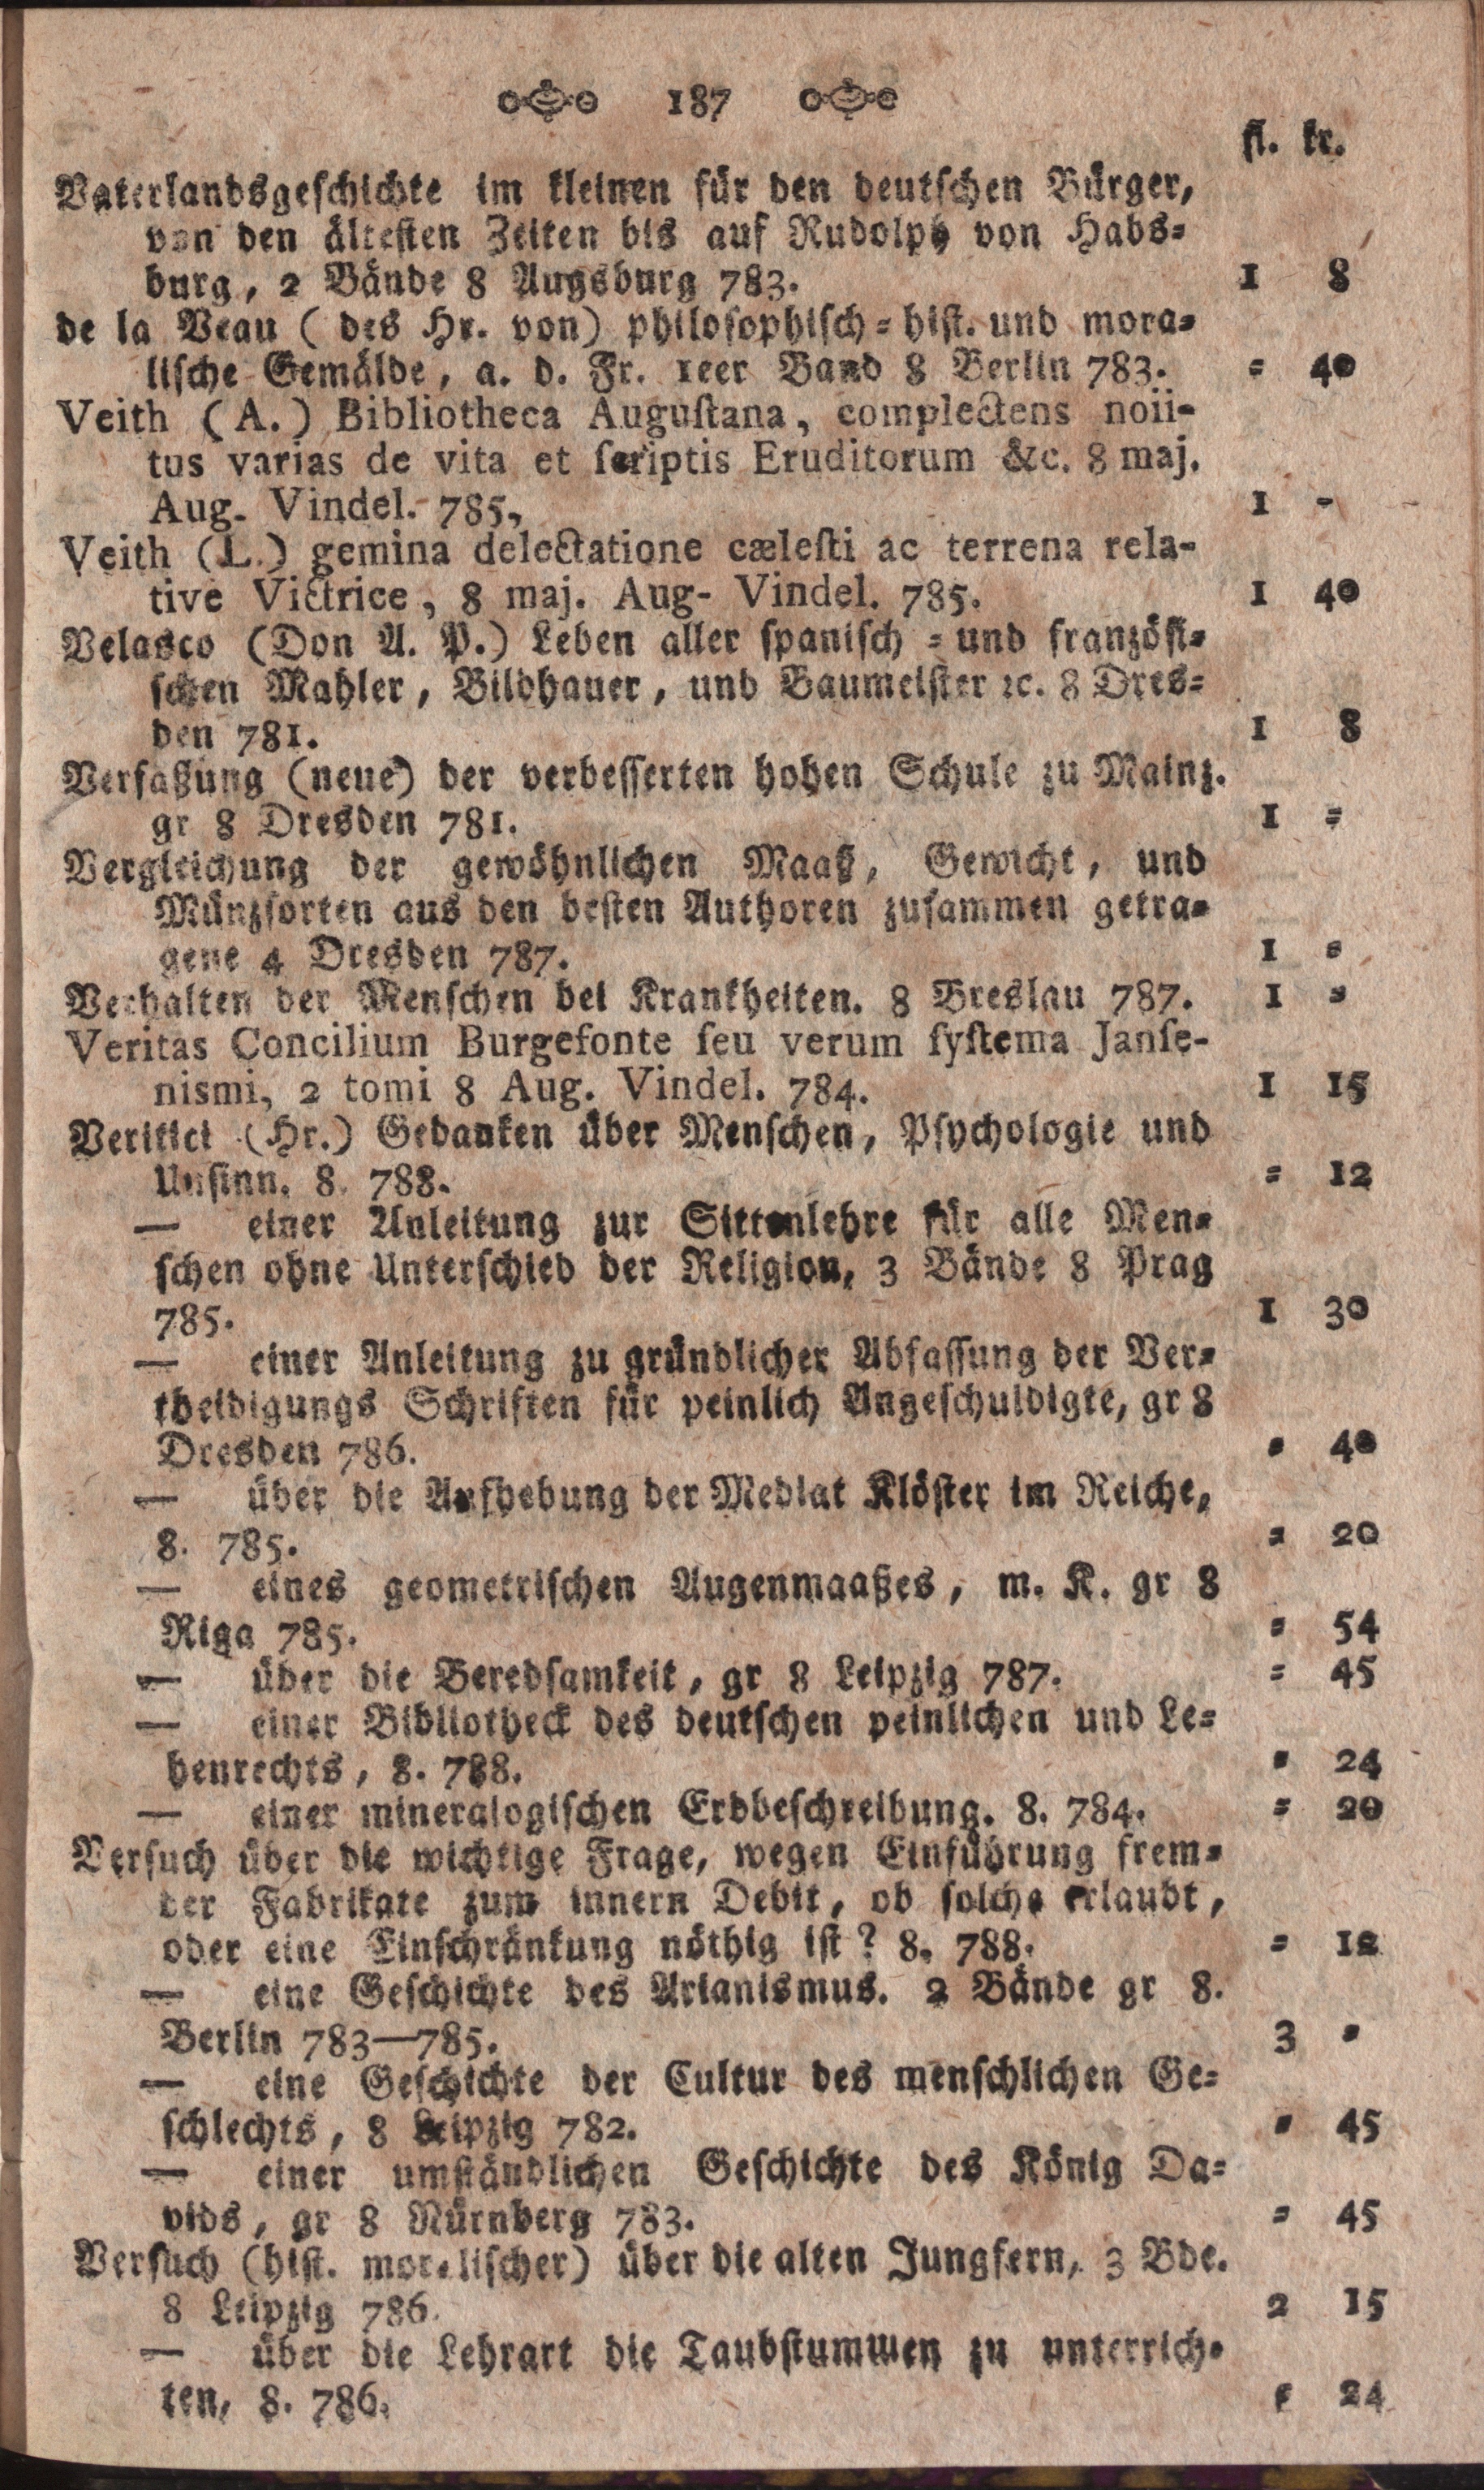 187
fl. kr.
Vaterlandsgeschichte im kleinen für den deutschen Bürger,
von den ältesten Zeiten bis auf Rudolph von Habs-
burg, 2 Bände 8 Augsburg 783. 1 8
de la Veau (des Hr. von) philosophisch-hist. und mora-
lische Gemälde, a. d. Fr. 1eer Band 8 Berlin 783. = 40
Veith (A.) Bibliotheca Auguſtana, complectens noii-
tus varias de vita et ſcriptis Eruditorum &c. 8 maj.
Aug. Vindel. 785, 1 -
Veith (L.) gemina delectatione cæleſti ac terrena rela-
tive Victrice, 8 maj. Aug- Vindel. 785. 1 40
Velasco (Don A. P.) Leben aller spanisch - und französi-
schen Mahler, Bildhauer, und Baumeister ꝛc. 8 Dres-
den 781. 1 8
Verfaßung (neue) der verbesserten hohen Schule zu Mainz.
gr 8 Dresden 781. 1 =
Vergleichung der gewöhnlichen Maaß, Gewicht, und
Münzsorten aus den besten Authoren zusammen getra-
gene 4 Dresden 787. 1 =
Verhalten der Menschen bei Krankheiten. 8 Breslau 787. 1 =
Veritas Concilium Burgefonte ſeu verum ſyſtema Janſe-
nismi, 2 tomi 8 Aug. Vindel. 784. 1 15
Veritici (Hr.) Gedanken über Menschen, Psychologie und
Unsinn. 8. 788. = 12
— einer Anleitung zur Sittenlehre für alle Men-
schen ohne Unterschied der Religion, 3 Bände 8 Prag
785. 1 30
— einer Anleitung zu gründlicher Abfassung der Ver-
theidigungs Schriften für peinlich Angeschuldigte, gr 8
Dresden 786. = 40
— über die Aufhebung der Mediat Klöster im Reiche,
8. 785. = 20
— eines geometrischen Augenmaaßes, m. K. gr 8
Riga 785. = 54
— über die Beredsamkeit, gr 8 Leipzig 787. = 45
— einer Bibliotheck des deutschen peinlichen und Le-
henrechts, 8. 788. = 24
— einer mineralogischen Erdbeschreibung. 8. 784. = 20
Versuch über die wichtige Frage, wegen Einführung frem-
der Fabrikate zum innern Debit, ob solche erlaubt,
oder eine Einschränkung nöthig ist? 8. 788. = 12
— eine Geschichte des Arianismus. 2 Bände gr 8.
Berlin 783—785. 3 =
— eine Geschichte der Cultur des menschlichen Ge-
schlechts, 8 Leipzig 782. = 45
— einer umständlichen Geschichte des König Da-
vids, gr 8 Nürnberg 783. = 45
Versuch (hist. moralischer) über die alten Jungfern, 3 Bde.
8 Leipzig 786. 2 15
— über die Lehrart die Taubstummen zu unterrich-
ten, 8. 786. = 24